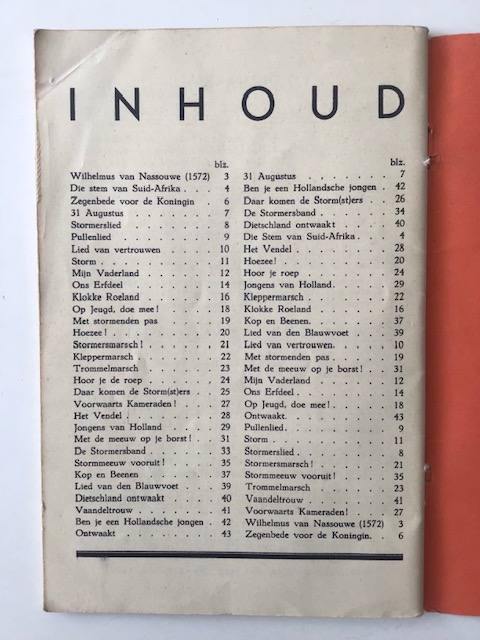 INHOUD
blz.
Wilhelmus van Nassouwe (1572) 3
Die stem van Suid-Afrika . . . 4
Zegenbede voor de Koningin . 6
31 Augustus . . . . . . . 7
Stormerslied . . . . . . . 8
Pullenlied . . . . . . . 9
Lied van vertrouwen . . . . 10
Storm . . . . . . . . . 11
Mijn Vaderland . . . . . . 12
Ons Erfdeel . . . . . . . 14
Klokke Roeland . . . . . . 16
Op Jeugd, doe mee! . . . . 18
Met stormenden pas . . . . 19
Hoezee! . . . . . . . . 20
Stormersmarsch! . . . . . 21
Kleppermarsch . . . . . . 22
Trommelmarsch . . . . . . 23
Hoor je de roep . . . . . 24
Daar komen de Storm(st)ers . . 25
Voorwaarts Kameraden! . . . 27
Het Vendel . . . . . . . 28
Jongens van Holland . . . . 29
Met de meeuw op je borst! . . 31
De Stormersband . . . . . 33
Stormmeeuw vooruit! . . . . 35
Kop en Beenen . . . . . . 37
Lied van den Blauwvoet . . . 39
Dietschland ontwaakt . . . . 40
Vaandeltrouw . . . . . . . 41
Ben je een Hollandsche jongen . 42
Ontwaakt . . . . . . . . 43
blz.
31 Augustus . . . . . . . 7
Ben je een Hollandsche jongen . 42
Daar komen de Storm(st)ers . . 26
De Stormersband . . . . . 34
Dietschland ontwaakt . . . . 40
Die Stem van Suid-Afrika . . . 4
Het Vendel . . . . . . . 28
Hoezee! . . . . . . . . 20
Hoor je roep . . . . . . 24
Jongens van Holland . . . . 29
Kleppermarsch . . . . . . 22
Klokke Roeland . . . . . . 16
Kop en Beenen. . . . . . 37
Lied van den Blauwvoet . . . 39
Lied van vertrouwen. . . . . 10
Met stormenden pas . . . . 19
Met de meeuw op je borst! . . 31
Mijn Vaderland . . . . . . 12
Ons Erfdeel . . . . . . . 14
Op Jeugd, doe mee! . . . . 18
Ontwaakt. . . . . . . . 43
Pullenlied. . . . . . . . 9
Storm . . . . . . . . . 11
Stormerslied . . . . . . . 8
Stormersmarsch! . . . . . 21
Stormmeeuw vooruit! . . . . 35
Trommelmarsch . . . . . . 23
Vaandeltrouw . . . . . . . 41
Voorwaarts Kameraden! . . . 27
Wilhelmus van Nassouwe (1572) 3
Zegenbede voor de Koningin. . 6